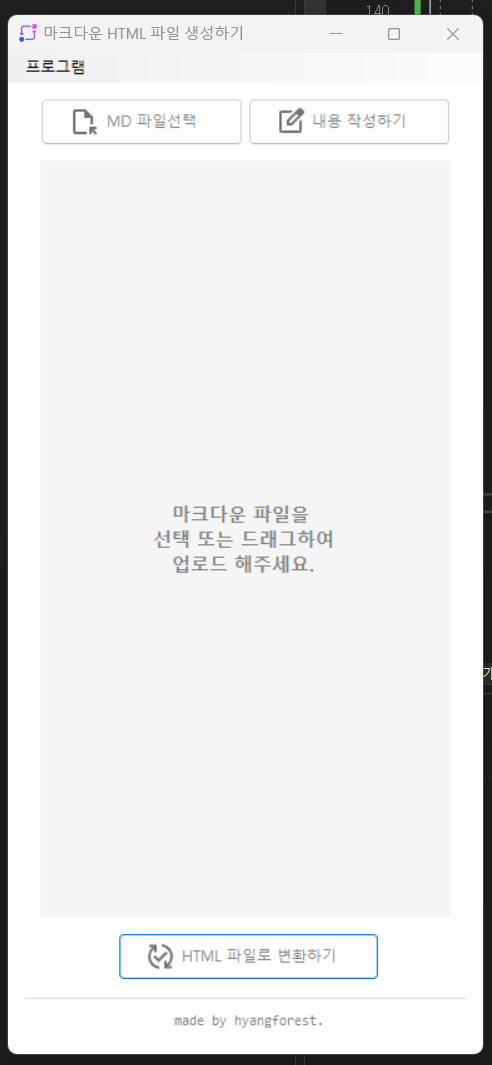 140
마크다운 HTML 파일 생성하기
프로그램
MD 파일선택
내용 작성하기
마크다운 파일을
선택 또는 드래그하여
업로드 해주세요.
HTML 파일로 변환하기
made by hyangforest.